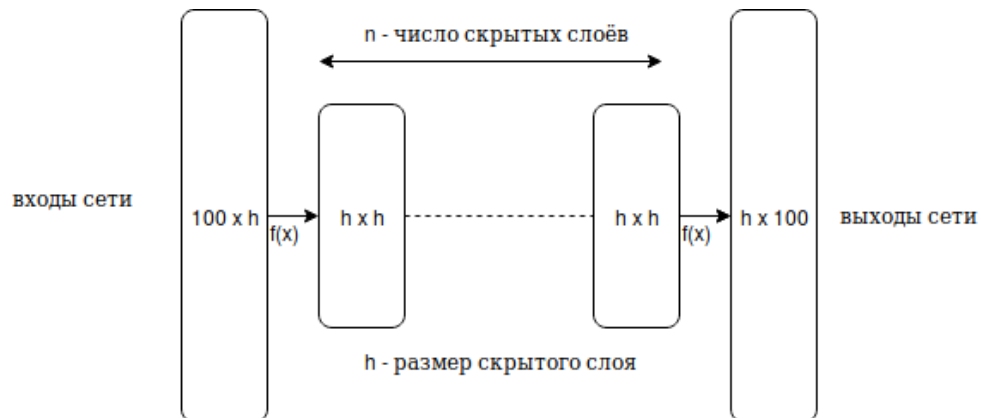 n - число скрытых слоёв
входы сети
100 x h
f(x)
h x h
h x h
f(x)
h x 100
выходы сети
h - размер скрытого слоя